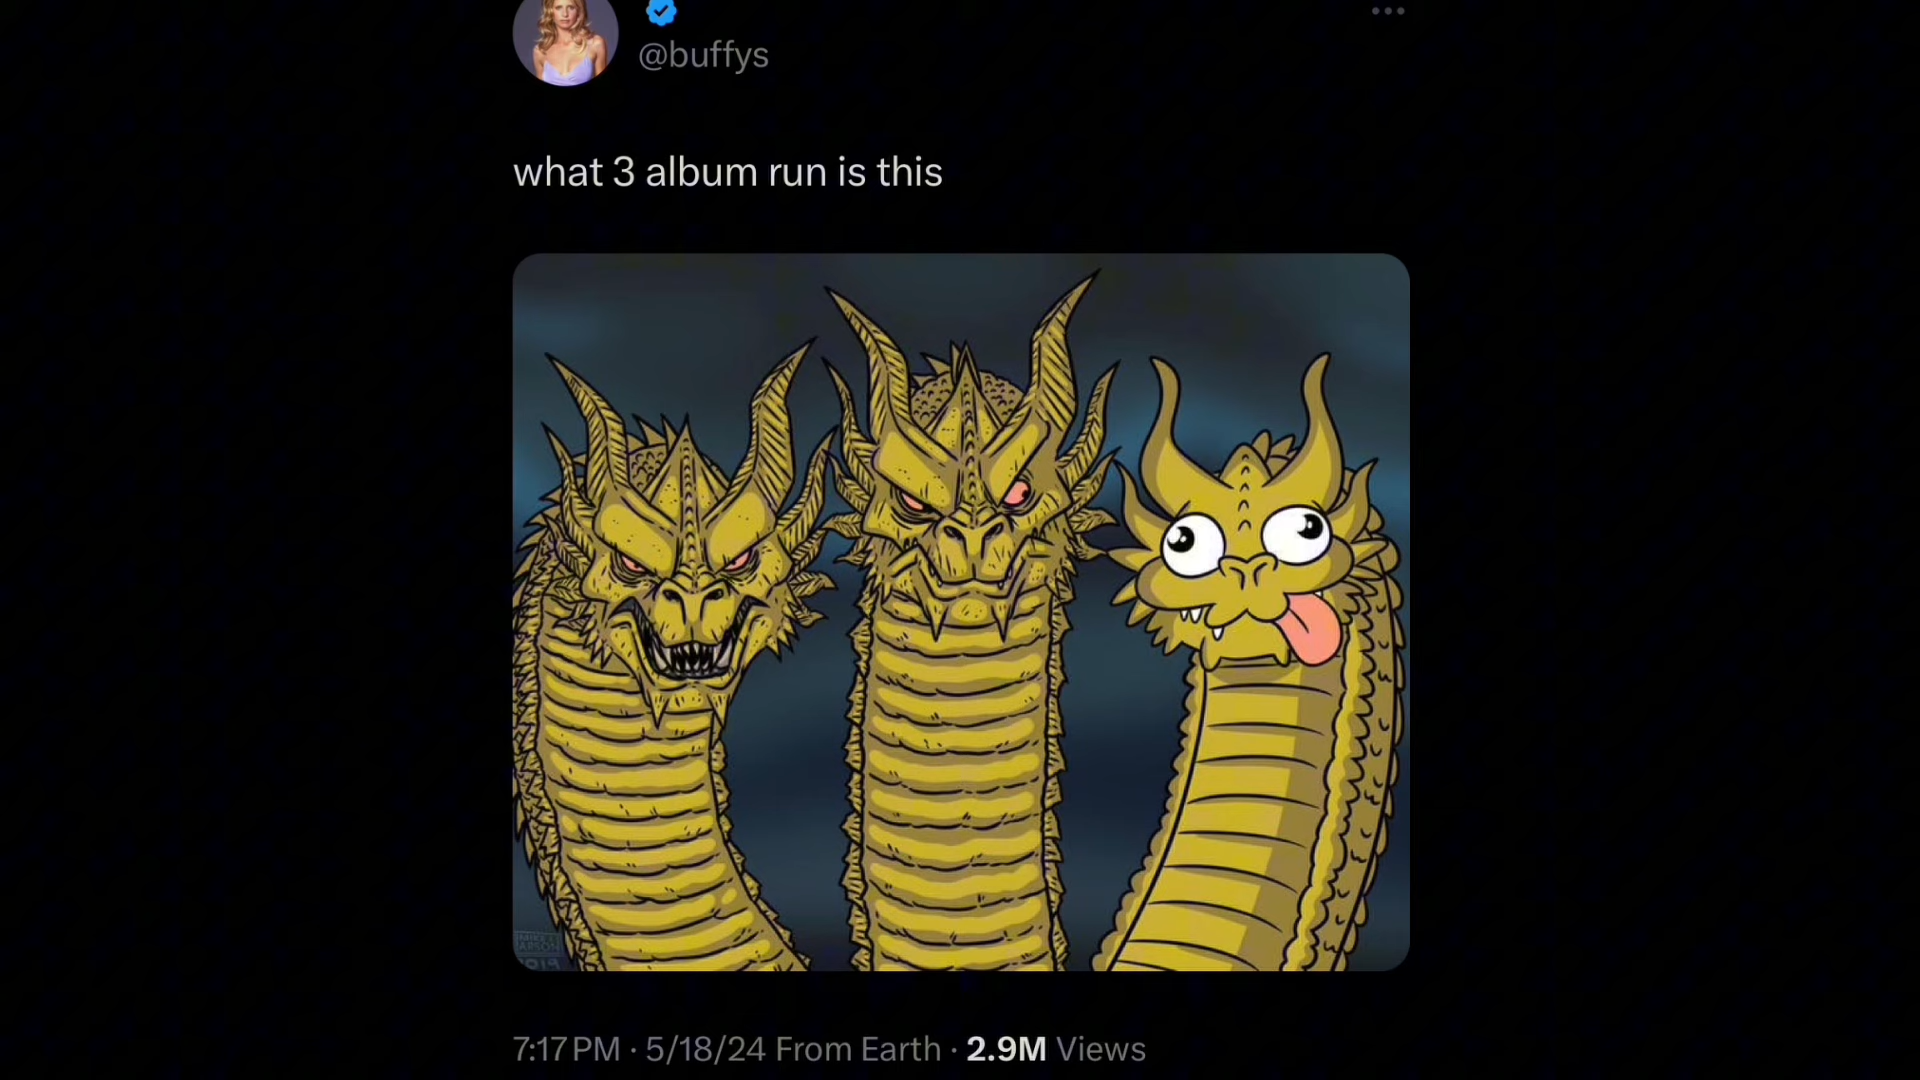 @buffys
what 3 album run is this
7:17 PM · 5/18/24 From Earth · 2.9M Views